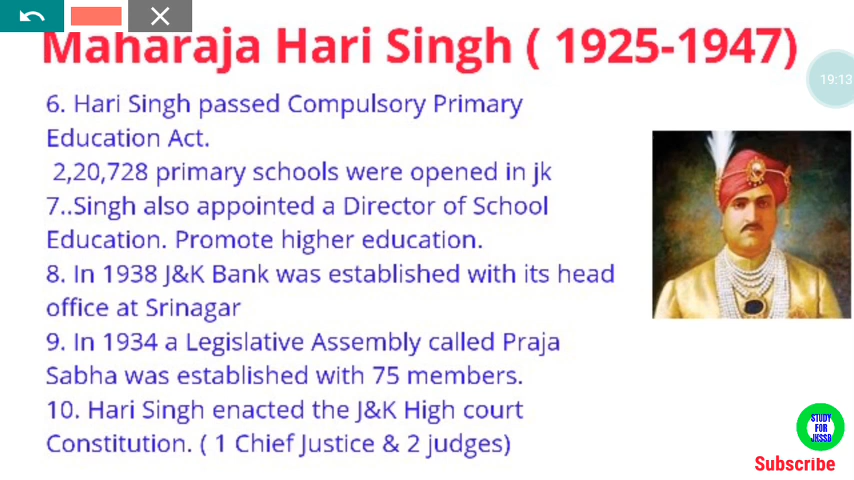 Maharaja Hari Singh ( 1925-1947)
19:13
6. Hari Singh passed Compulsory Primary
Education Act.
2,20,728 primary schools were opened in jk
7..Singh also appointed a Director of School
Education. Promote higher education.
8. In 1938 J&K Bank was established with its head
office at Srinagar
9. In 1934 a Legislative Assembly called Praja
Sabha was established with 75 members.
10. Hari Singh enacted the J&K High court
Constitution. ( 1 Chief Justice & 2 judges)
STUDY
FOR
JKSSB
Subscribe